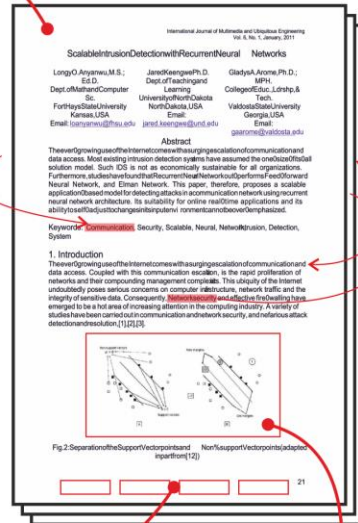 International Journal of Multimedia and Ubiquitous Engineering
Vol. 6, No. 1, January, 2011
ScalableIntrusionDetectionwithRecurrentNeural Networks
LongyO.Anyanwu,M.S.;
Ed.D.
Dept.ofMathandComputer
Sc.
FortHaysStateUniversity
Kansas,USA
Email: loanyanwu@fhsu.edu
JaredKeengwePh.D.
Dept.ofTeachingand
Learning
UniversityofNorthDakota
NorthDakota,USA
Email:
jared.keengwe@und.edu
GladysA.Arome,Ph.D.;
MPH.
CollegeofEduc.,Ldrshp,&
Tech.
ValdostaStateUniversity
Georgia,USA
Email:
gaarome@valdosta.edu
Abstract
Theever0growinguseoftheInternetcomeswithasurgingescalationofcommunicationand
data access. Most existing intrusion detection systems have assumed the one0size0fits0all
solution model. Such IDS is not as economically sustainable for all organizations.
Furthermore,studieshavefoundthatRecurrentNeuralNetworkout0performsFeed0forward
Neural Network, and Elman Network. This paper, therefore, proposes a scalable
application0based model for detecting attacks in a communication network using recurrent
neural network architecture. Its suitability for online real0time applications and its
abilitytoself0adjusttochangesinitsinputenvi ronmentcannotbeover0emphasized.
Keywords: Communication, Security, Scalable, Neural, Network, Intrusion, Detection,
System
1. Introduction
Theever0growinguseoftheInternetcomeswithasurgingescalationofcommunicationand
data access. Coupled with this communication escalation, is the rapid proliferation of
networks and their compounding management complexities. This ubiquity of the Internet
undoubtedly poses serious concerns on computer infrastructure, network traffic and the
integrity of sensitive data. Consequently, Networksecurity and effective fire0walling have
emerged to be a hot area of increasing attention in the computing industry. A variety of
studies have been carried out in communication and network security, and nefarious attack
detectionandresolution,[1],[2],[3].
Fig.2:SeparationoftheSupportVectorpointsand Non%supportVectorpoints(adapted
inpartfrom[12])
21